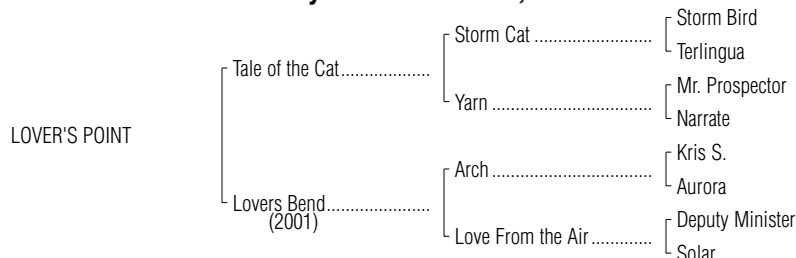 Storm Bird
Storm Cat ..............................
Terlingua
Tale of the Cat...................
Mr. Prospector
Yarn .................................
Narrate
LOVER'S POINT
Kris S.
Arch ..................................
Aurora
Lovers Bend......................
(2001)
Deputy Minister
Love From the Air .............
Solar